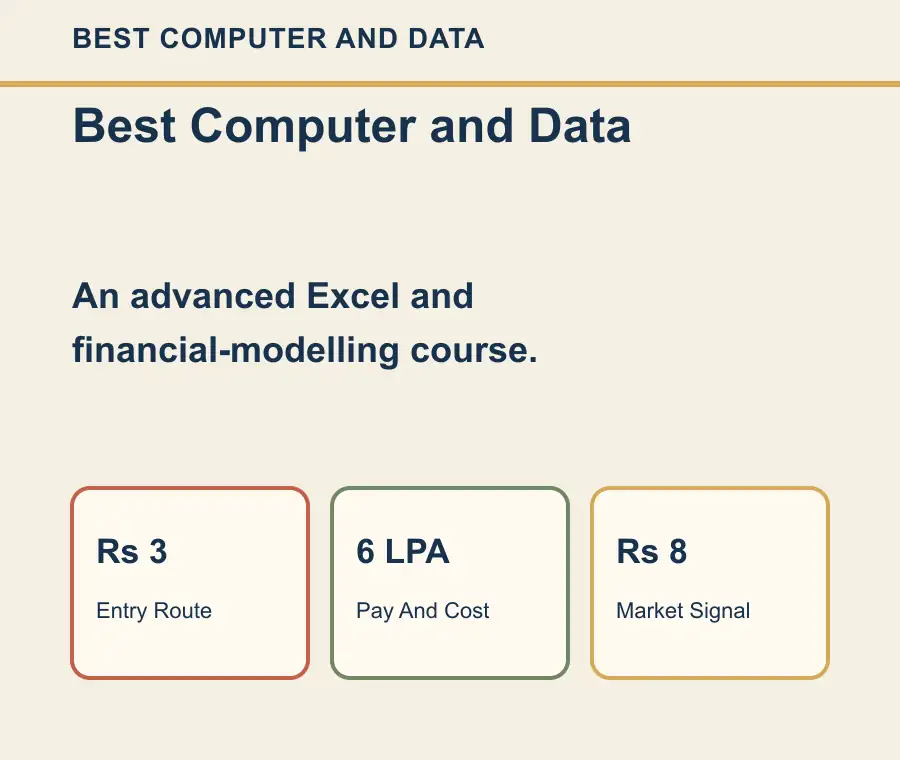 BEST COMPUTER AND DATA
Best Computer and Data
An advanced Excel and
financial-modelling course.
Rs 3
Entry Route
6 LPA
Pay And Cost
Rs 8
Market Signal